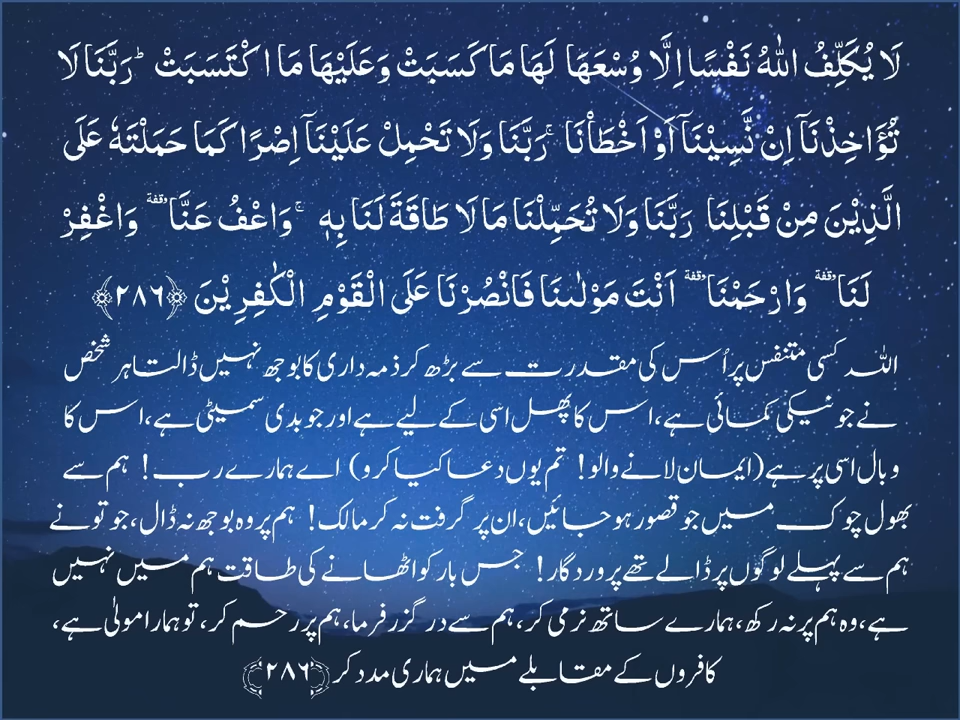 لَا یُكَلِّفُ اللّٰهُ نَفْسًا اِلَّا وُسْعَهَا ؕ لَهَا مَا كَسَبَتْ وَعَلَیْهَا مَا اكْتَسَبَتْ ؕ رَبَّنَا لَا
تُؤَاخِذْنَاۤ اِنْ نَّسِیْنَاۤ اَوْ اَخْطَاْنَا ۚ رَبَّنَا وَلَا تَحْمِلْ عَلَیْنَاۤ اِصْرًا كَمَا حَمَلْتَهٗ عَلَی
الَّذِیْنَ مِنْ قَبْلِنَا ۚ رَبَّنَا وَلَا تُحَمِّلْنَا مَا لَا طَاقَةَ لَنَا بِهٖ ۚ وَاعْفُ عَنَّا ۥ وقفة وَاغْفِرْ
لَنَا ۥ وقفة وَارْحَمْنَا ۥ وقفة اَنْتَ مَوْلٰىنَا فَانْصُرْنَا عَلَی الْقَوْمِ الْكٰفِرِیْنَ ﴿۲۸۶﴾
اللہ کسی متنفس پر اُس کی مقدرت سے بڑھ کر ذمہ داری کا بوجھ نہیں ڈالتا ہر شخص
نے جو نیکی کمائی ہے، اس کا پھل اسی کے لیے ہے اور جو بدی سمیٹی ہے، اس کا
وبال اسی پر ہے (ایمان لانے والو! تم یوں دعا کیا کرو) اے ہمارے رب! ہم سے
بھول چوک میں جو قصور ہو جائیں، ان پر گرفت نہ کر مالک! ہم پر وہ بوجھ نہ ڈال، جو تو نے
ہم سے پہلے لوگوں پر ڈالے تھے پروردگار! جس بار کو اٹھانے کی طاقت ہم میں نہیں
ہے، وہ ہم پر نہ رکھ، ہمارے ساتھ نرمی کر، ہم سے در گزر فرما، ہم پر رحم کر، تو ہمارا مولیٰ ہے،
کافروں کے مقابلے میں ہماری مدد کر ﴿۲۸۶﴾